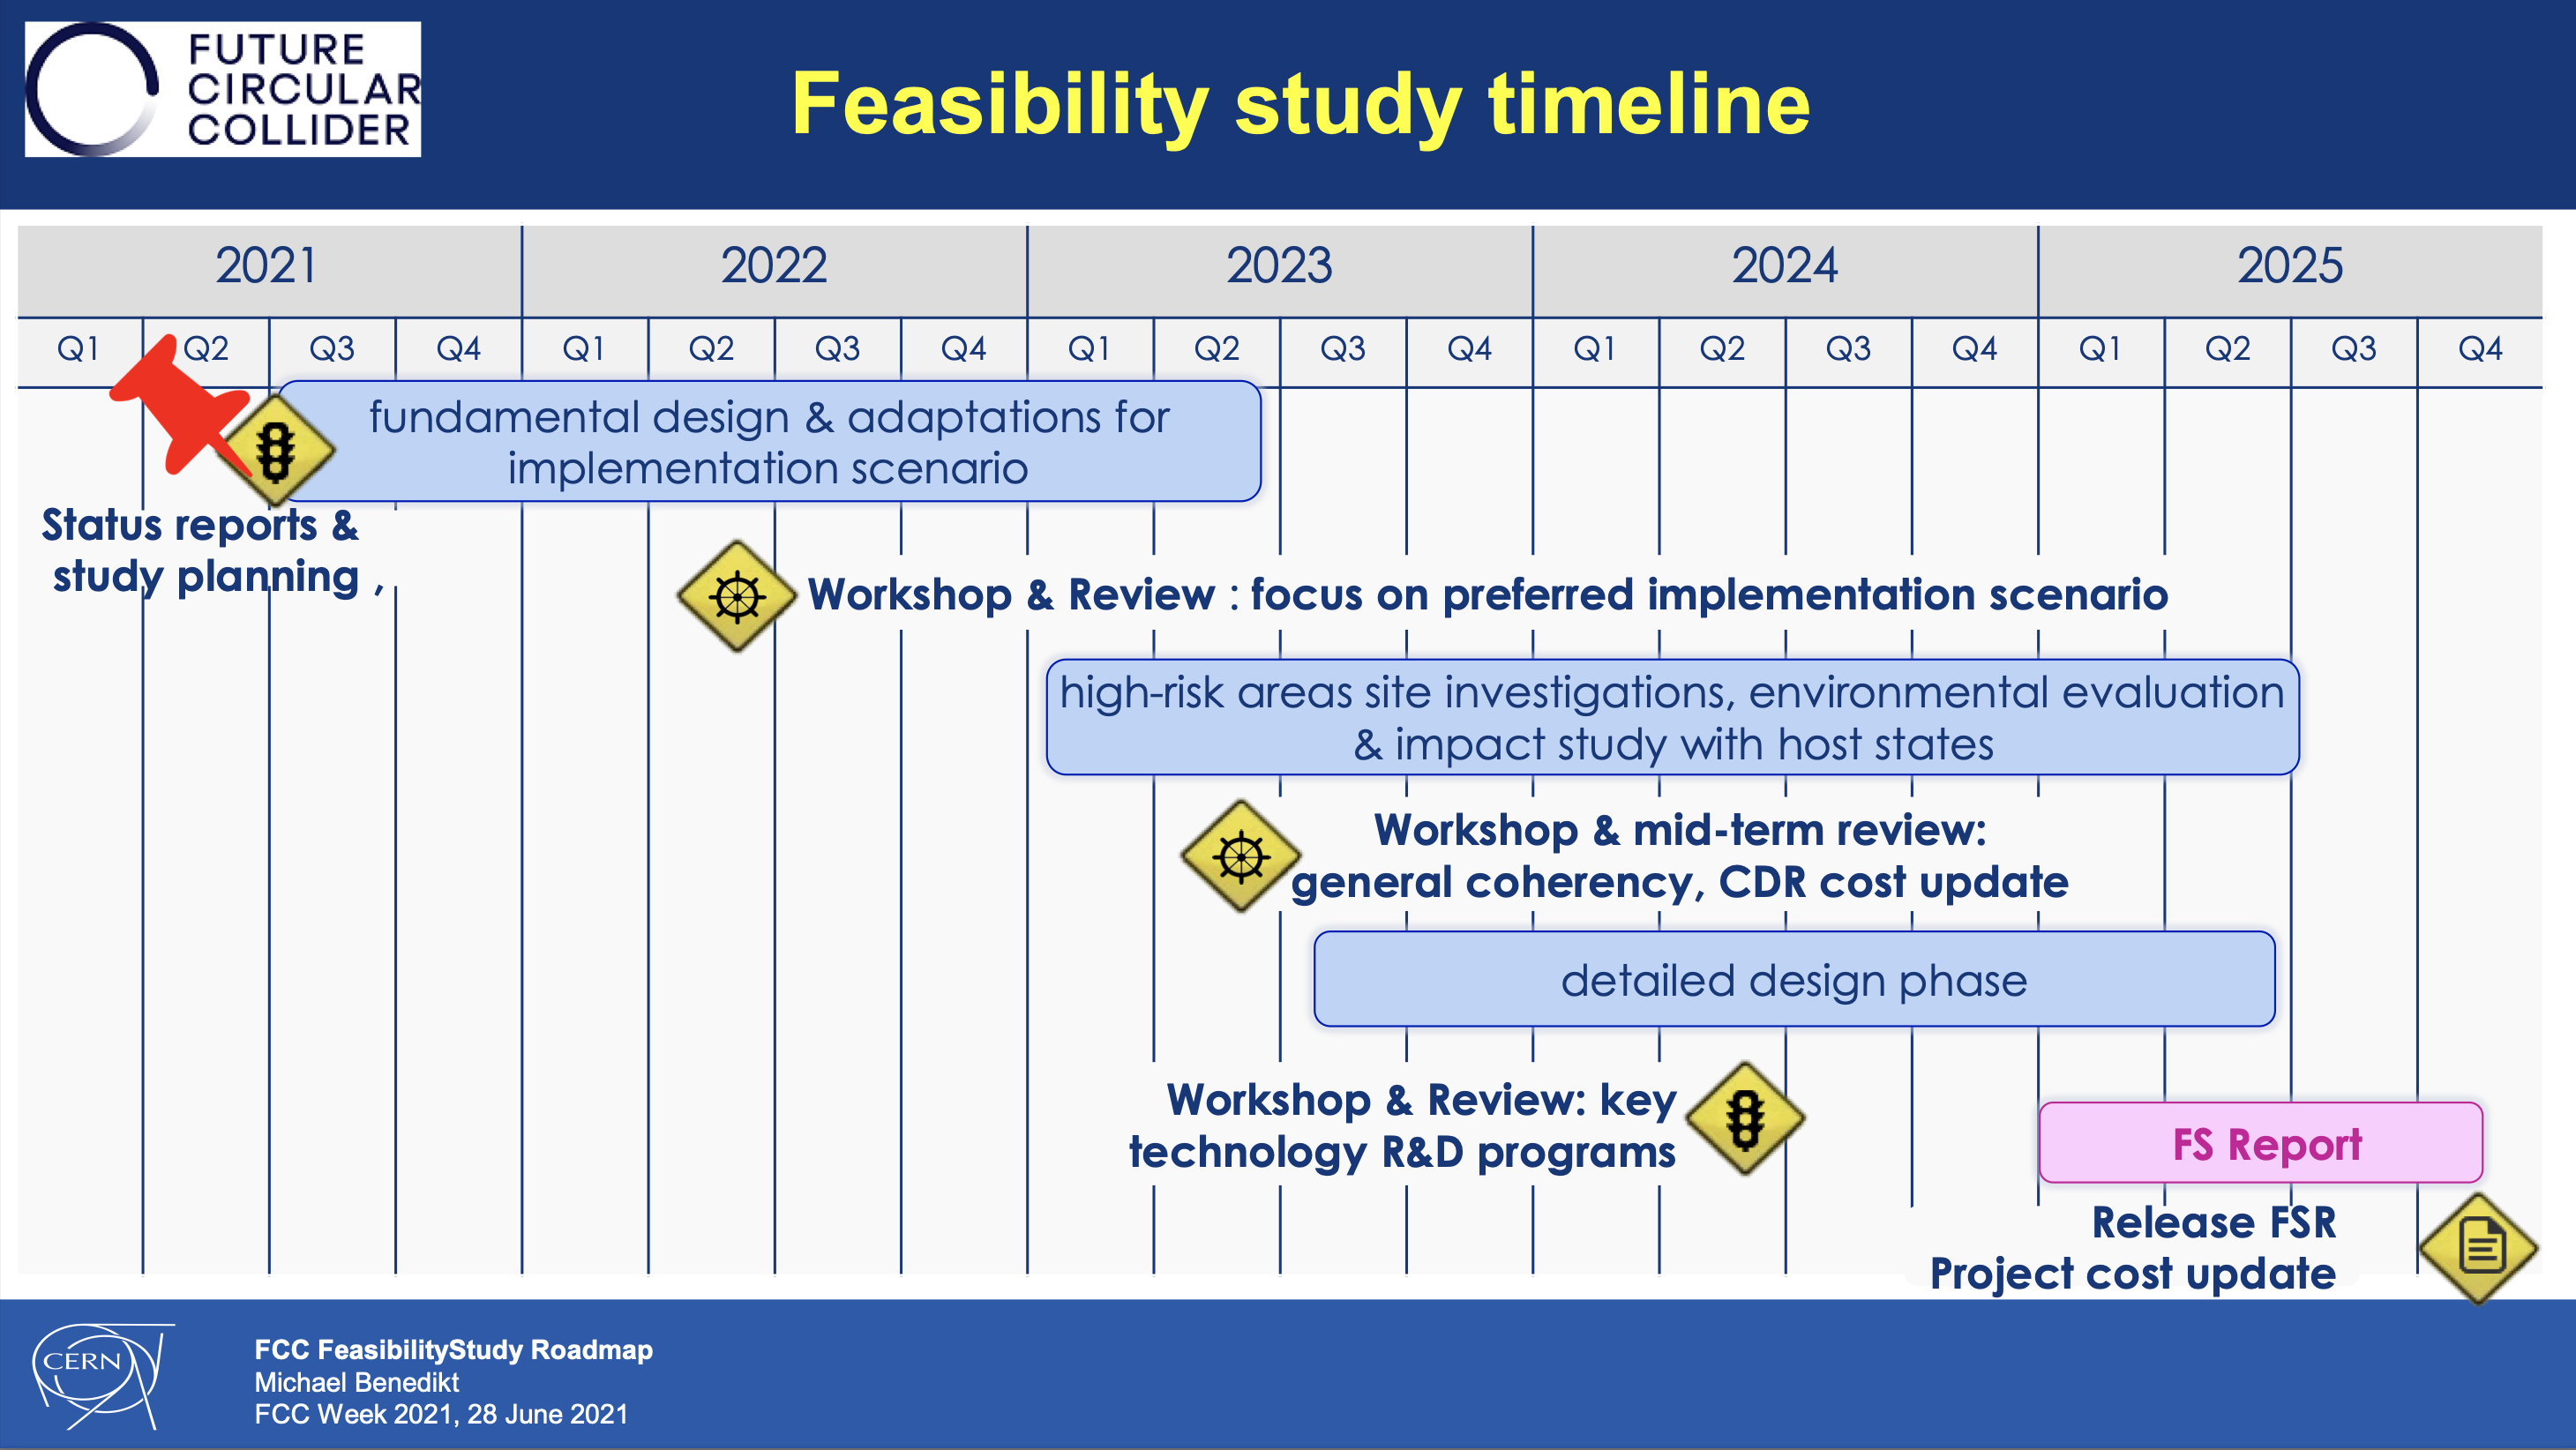 FUTURE
CIRCULAR
COLLIDER
Feasibility study timeline
2021 2022 2023 2024 2025
Q1 Q2 Q3 Q4 Q1 Q2 Q3 Q4 Q1 Q2 Q3 Q4 Q1 Q2 Q3 Q4 Q1 Q2 Q3 Q4
fundamental design & adaptations for
implementation scenario
Status reports &
study planning ,
Workshop & Review : focus on preferred implementation scenario
high-risk areas site investigations, environmental evaluation
& impact study with host states
Workshop & mid-term review:
general coherency, CDR cost update
detailed design phase
Workshop & Review: key
technology R&D programs
FS Report
Release FSR
Project cost update
CERN
FCC FeasibilityStudy Roadmap
Michael Benedikt
FCC Week 2021, 28 June 2021